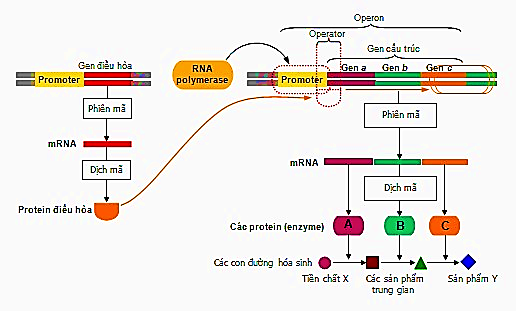 Operon
Operator
Gen điều hòa
RNA
polymerase
Gen cấu trúc
Promoter
Promoter
Gen a
Gen b
Gen c
Phiên mã
Phiên mã
mRNA
mRNA
Dịch mã
Dịch mã
Protein điều hòa
Các protein (enzyme)
A
B
C
Các con đường hóa sinh
Tiền chất X
Các sản phẩm
trung gian
Sản phẩm Y